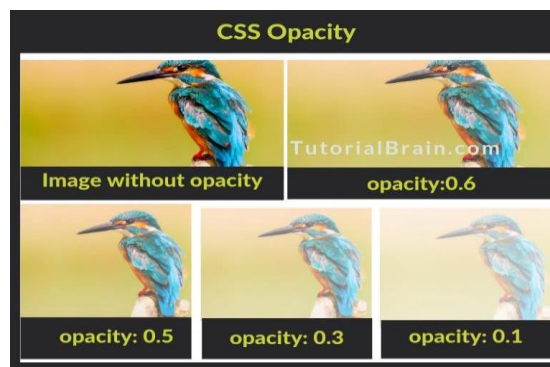 CSS Opacity
TutorialBrain.com
Image without opacity
opacity:0.6
opacity: 0.5
opacity: 0.3
opacity: 0.1